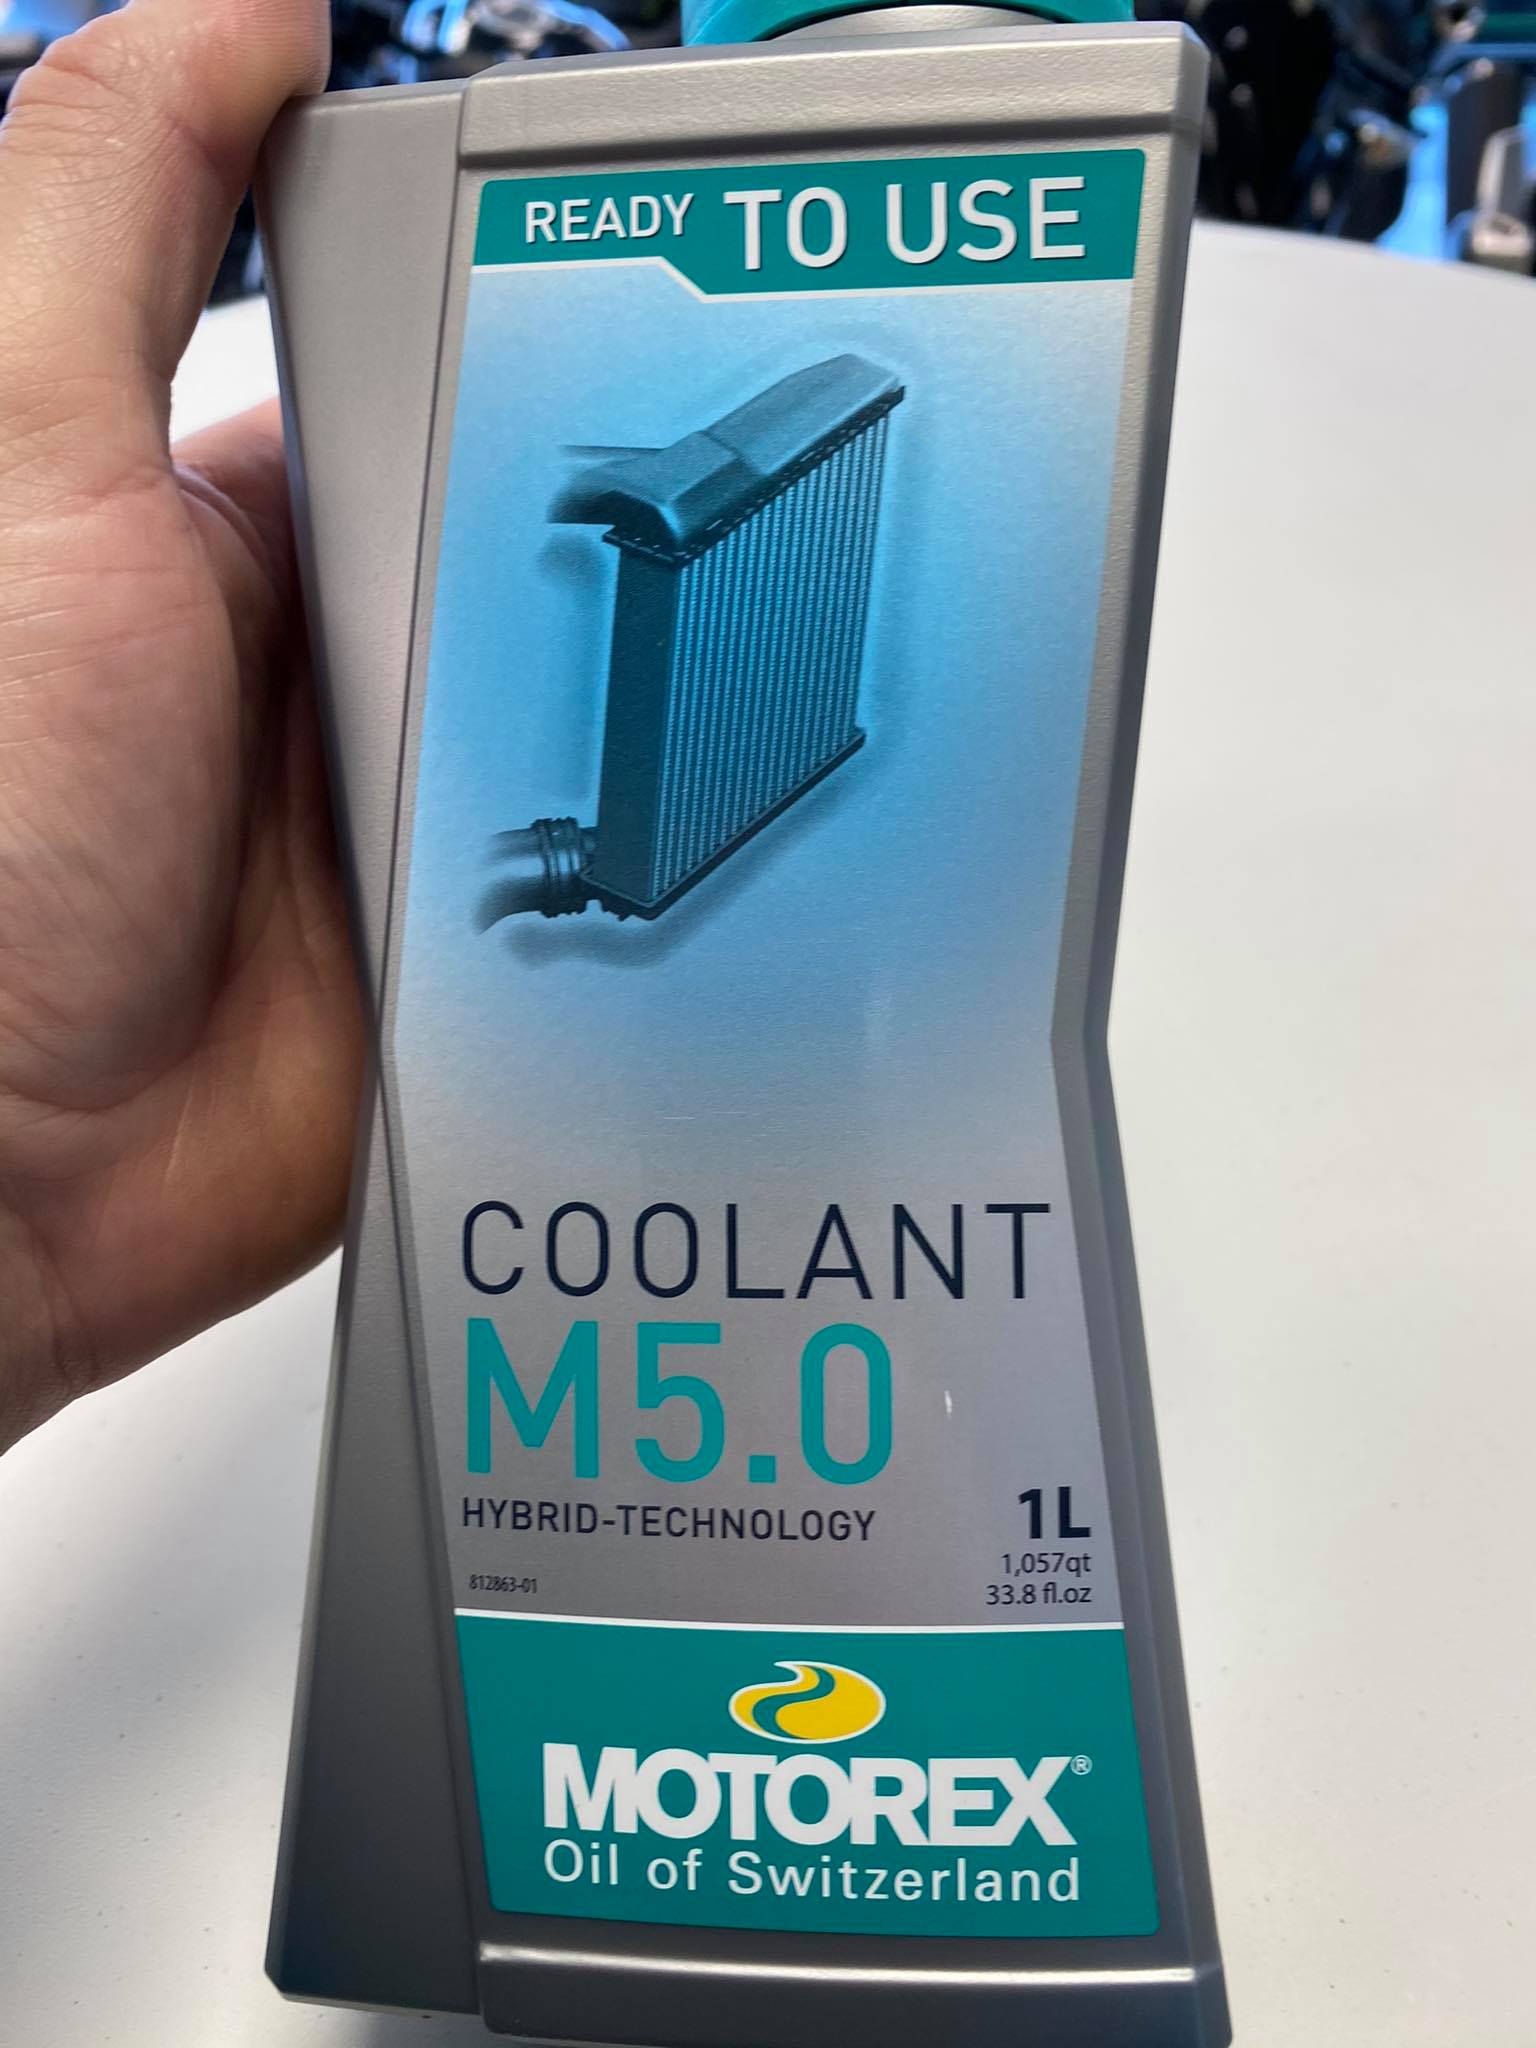 READY TO USE
COOLANT
M5.0
HYBRID-TECHNOLOGY
1L
1,057qt
33.8 fl.oz
812863-01
MOTOREX®
Oil of Switzerland